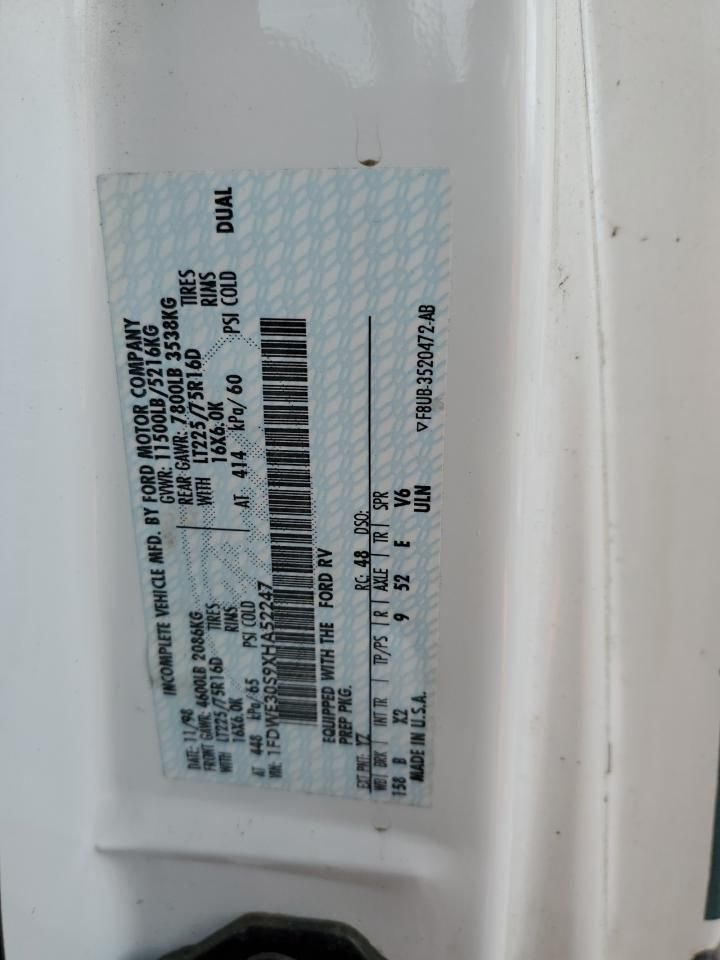 INCOMPLETE VEHICLE MFD. BY FORD MOTOR COMPANY
DATE: 11/98 GVWR: 11500LB/5216KG
FRONT GAWR: 4600LB 2086KG REAR GAWR: 7800LB 3538KG
WITH LT225/75R16D TIRES WITH LT225/75R16D TIRES
16X6.0K RIMS 16X6.0K RIMS
AT 448 kPa/65 PSI COLD AT 414 kPa/60 PSI COLD DUAL
VIN: 1FDWE30S9XHA52247
EQUIPPED WITH THE FORD RV
PREP PKG.
EXT PNT: YZ RC: 48 DSO:
WB BRK INT TR TP/PS R AXLE TR SPR
158 B X2 9 52 E V6
MADE IN U.S.A. ULN
▽F8UB-3520472-AB